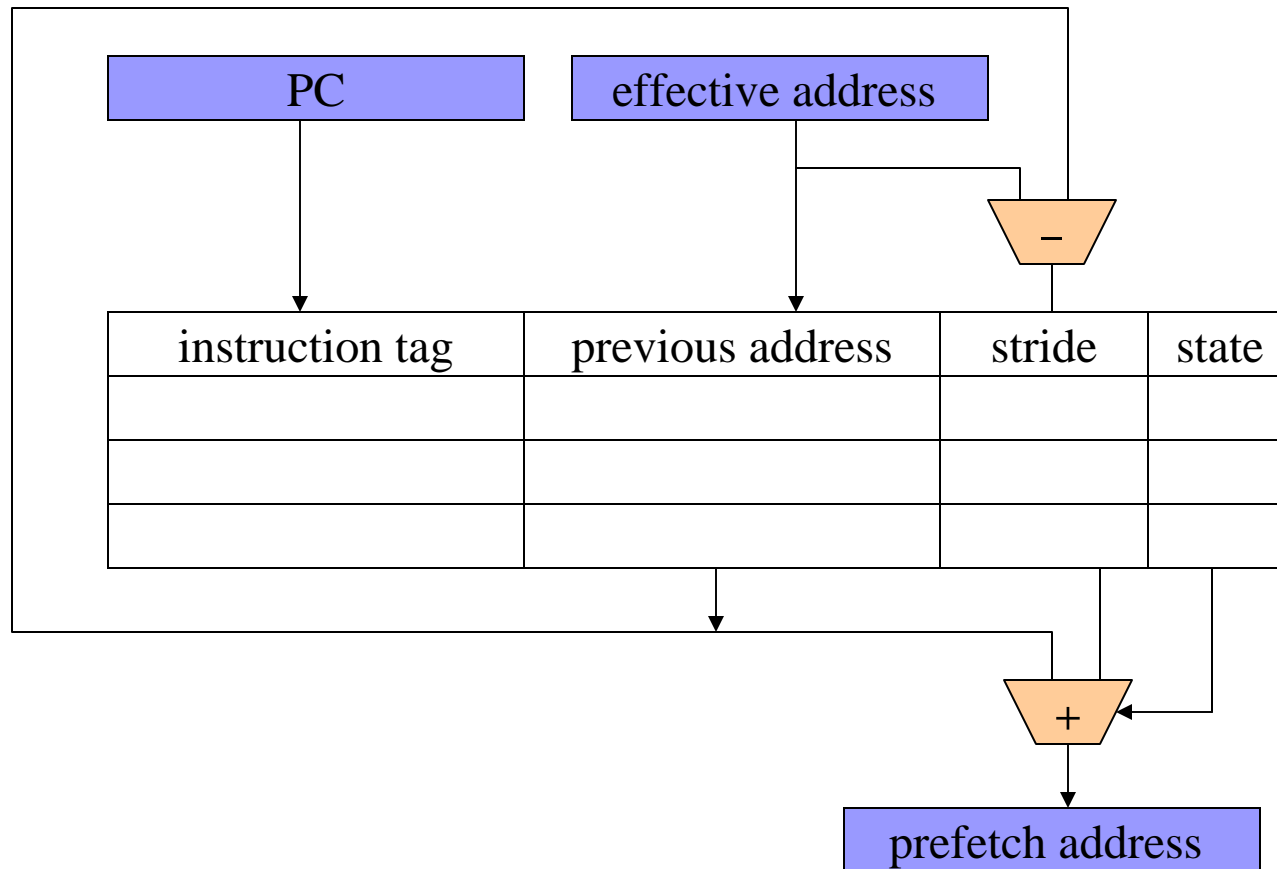 PC
effective address
−
instruction tag
previous address
stride
state
+
prefetch address